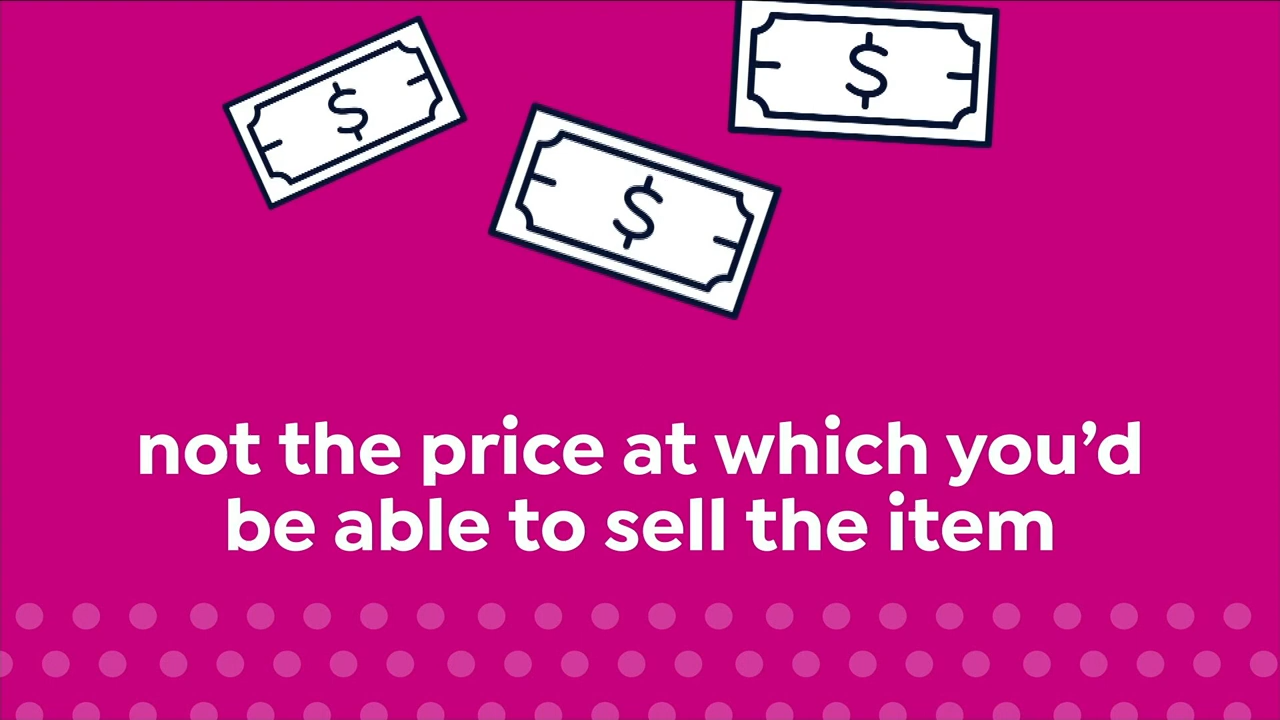 $
$
$
not the price at which you’d
be able to sell the item